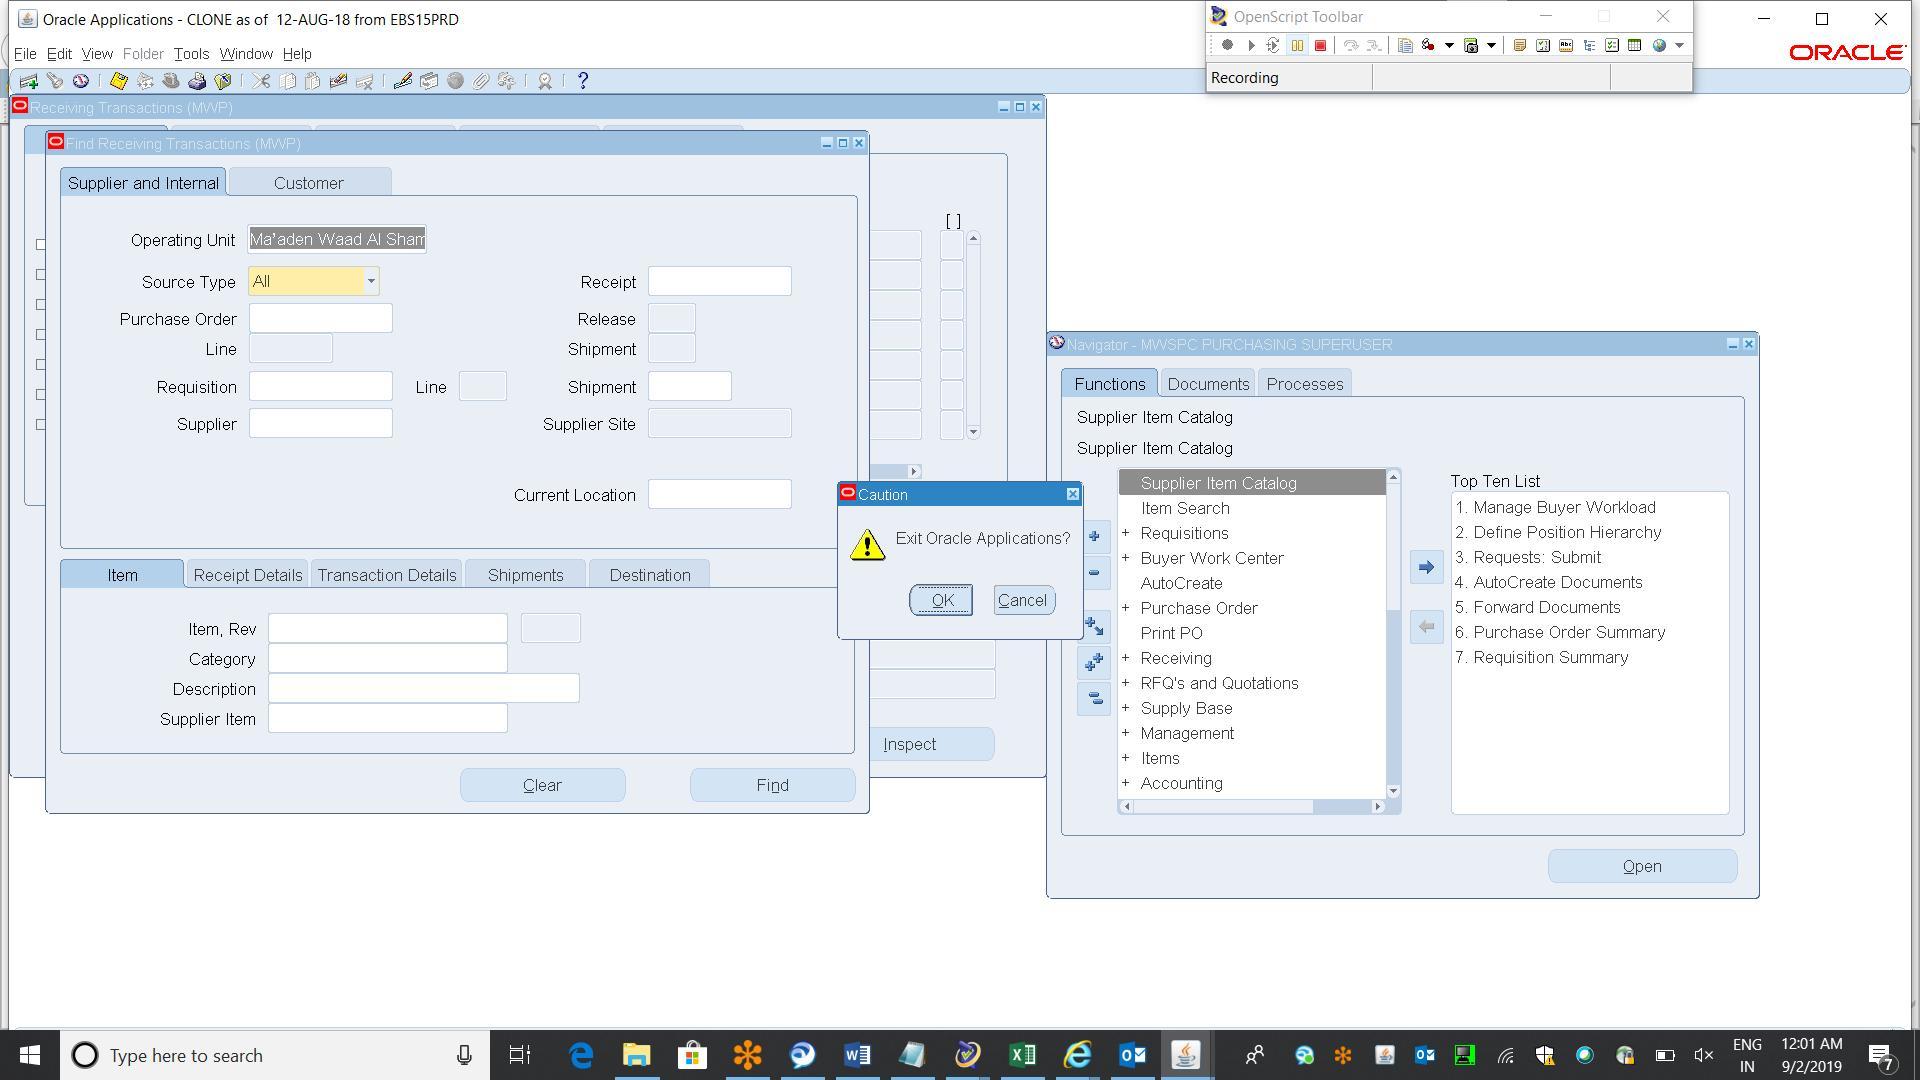 Oracle Applications - CLONE as of  12-AUG-18 from EBS15PRD
OpenScript Toolbar
File Edit View Folder Tools Window Help
ORACLE
Recording
Receiving Transactions (MWP)
Find Receiving Transactions (MWP)
Supplier and Internal
Customer
[ ]
Operating Unit
Ma'aden Waad Al Sham
Source Type
All
Receipt
Purchase Order
Release
Line
Shipment
Requisition
Line
Shipment
Supplier
Supplier Site
Current Location
Item
Receipt Details
Transaction Details
Shipments
Destination
Item, Rev
Category
Description
Supplier Item
Inspect
Clear
Find
Caution
Exit Oracle Applications?
OK
Cancel
Navigator - MWSPC PURCHASING SUPERUSER
Functions
Documents
Processes
Supplier Item Catalog
Supplier Item Catalog
Supplier Item Catalog
Item Search
+ Requisitions
+ Buyer Work Center
AutoCreate
+ Purchase Order
Print PO
+ Receiving
+ RFQ's and Quotations
+ Supply Base
+ Management
+ Items
+ Accounting
Top Ten List
1. Manage Buyer Workload
2. Define Position Hierarchy
3. Requests: Submit
4. AutoCreate Documents
5. Forward Documents
6. Purchase Order Summary
7. Requisition Summary
Open
Type here to search
ENG
IN
12:01 AM
9/2/2019
7